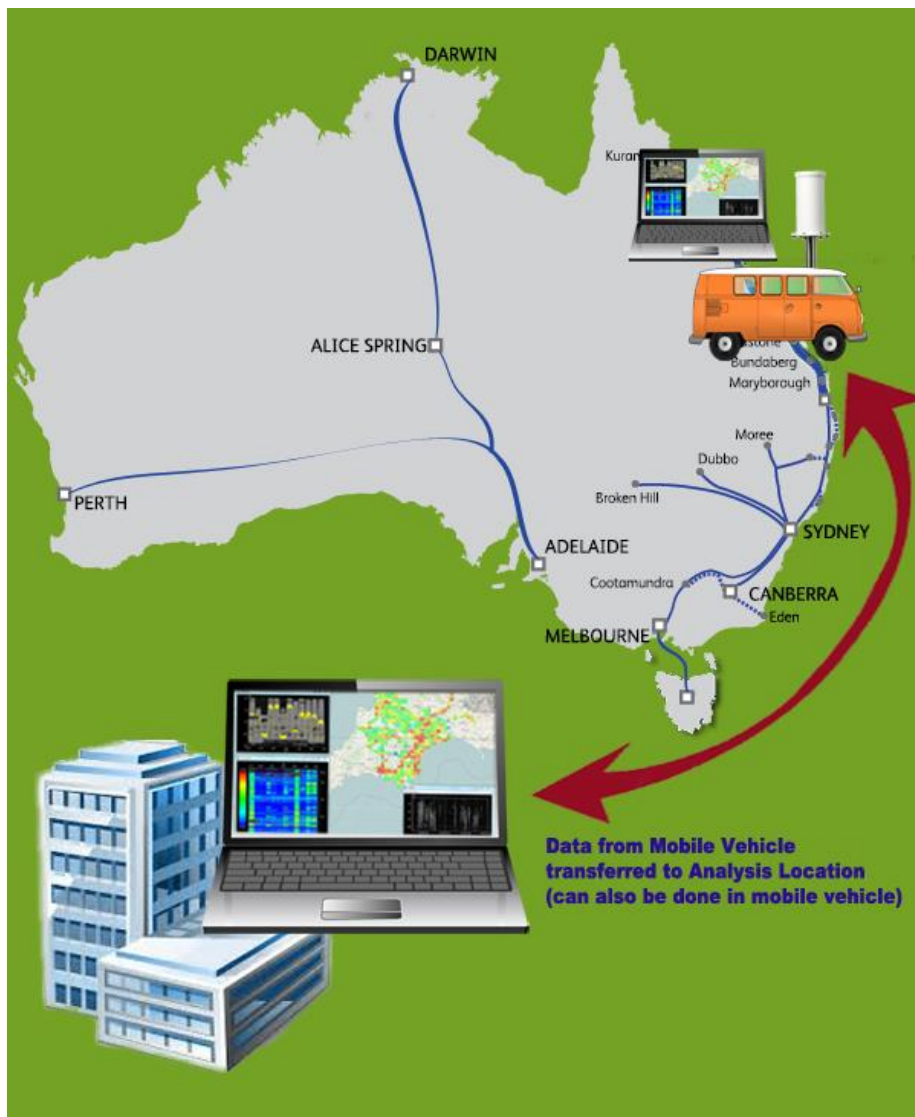 DARWIN
ALICE SPRING
Bundaberg
Maryborough
Moree
Dubbo
Broken Hill
PERTH
SYDNEY
ADELAIDE
Cootamundra
CANBERRA
Eden
MELBOURNE
Data from Mobile Vehicle
transferred to Analysis Location
(can also be done in mobile vehicle)